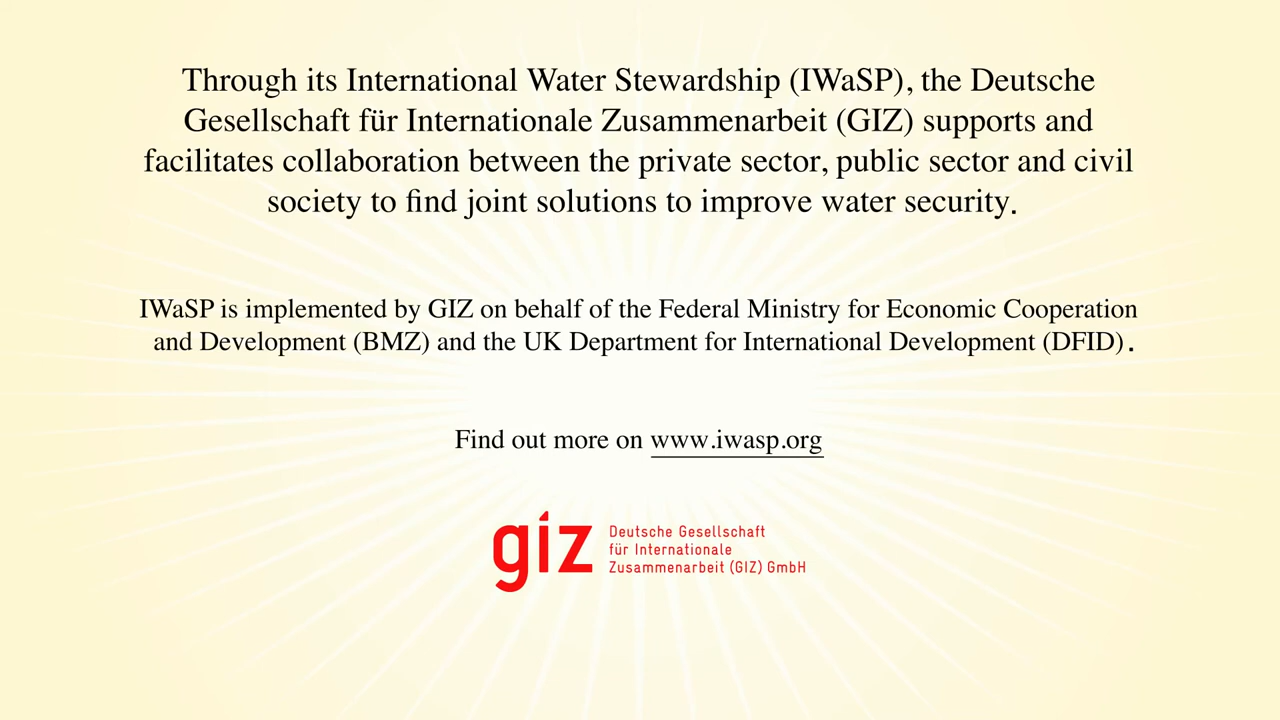 Through its International Water Stewardship (IWaSP), the Deutsche
Gesellschaft für Internationale Zusammenarbeit (GIZ) supports and
facilitates collaboration between the private sector, public sector and civil
society to find joint solutions to improve water security.
IWaSP is implemented by GIZ on behalf of the Federal Ministry for Economic Cooperation
and Development (BMZ) and the UK Department for International Development (DFID) .
Find out more on www.iwasp.org
giz
Deutsche Gesellschaft
für Internationale
Zusammenarbeit (GIZ) GmbH